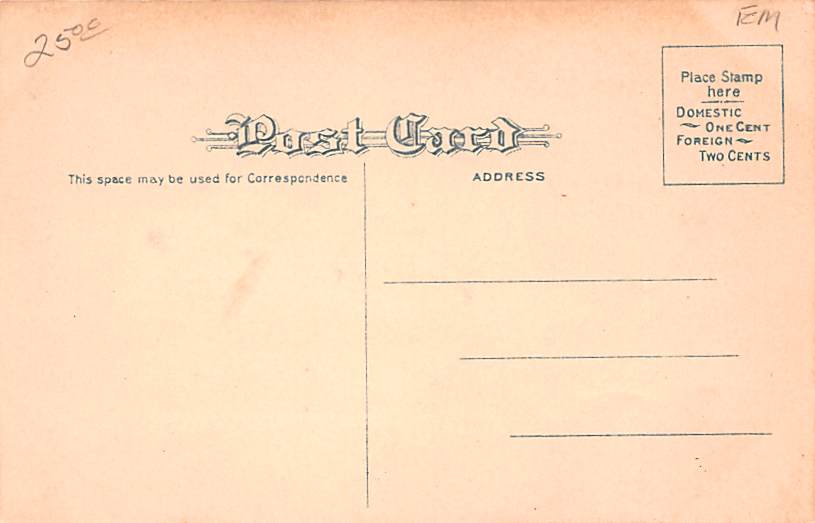 25.00
EM
Place Stamp
here
DOMESTIC
ONE CENT
FOREIGN
TWO CENTS
Post Card
This space may be used for Correspondence
ADDRESS